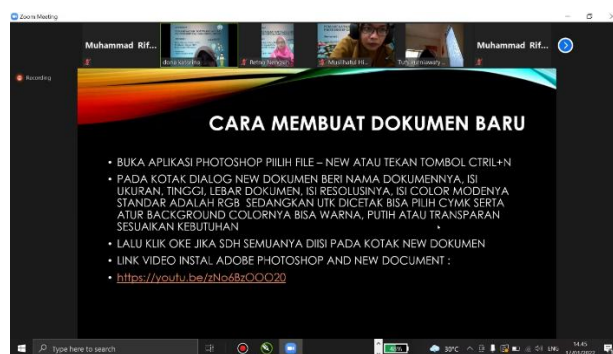 Zoom Meeting
Muhammad Rif...
Muhammad Rif...
Recording
CARA MEMBUAT DOKUMEN BARU
• BUKA APLIKASI PHOTOSHOP PIILIH FILE – NEW ATAU TEKAN TOMBOL CTRIL+N
• PADA KOTAK DIALOG NEW DOKUMEN BERI NAMA DOKUMENNYA, ISI
UKURAN, TINGGI, LEBAR DOKUMEN, ISI RESOLUSINYA, ISI COLOR MODENYA
STANDAR ADALAH RGB SEDANGKAN UTK DICETAK BISA PILIH CYMK SERTA
ATUR BACKGROUND COLORNYA BISA WARNA, PUTIH ATAU TRANSPARAN
SESUAIKAN KEBUTUHAN
• LALU KLIK OKE JIKA SDH SEMUANYA DIISI PADA KOTAK NEW DOKUMEN
• LINK VIDEO INSTAL ADOBE PHOTOSHOP AND NEW DOCUMENT :
• https://youtu.be/zNo6BzOOO20
Type here to search
30°C
ENG
14.45